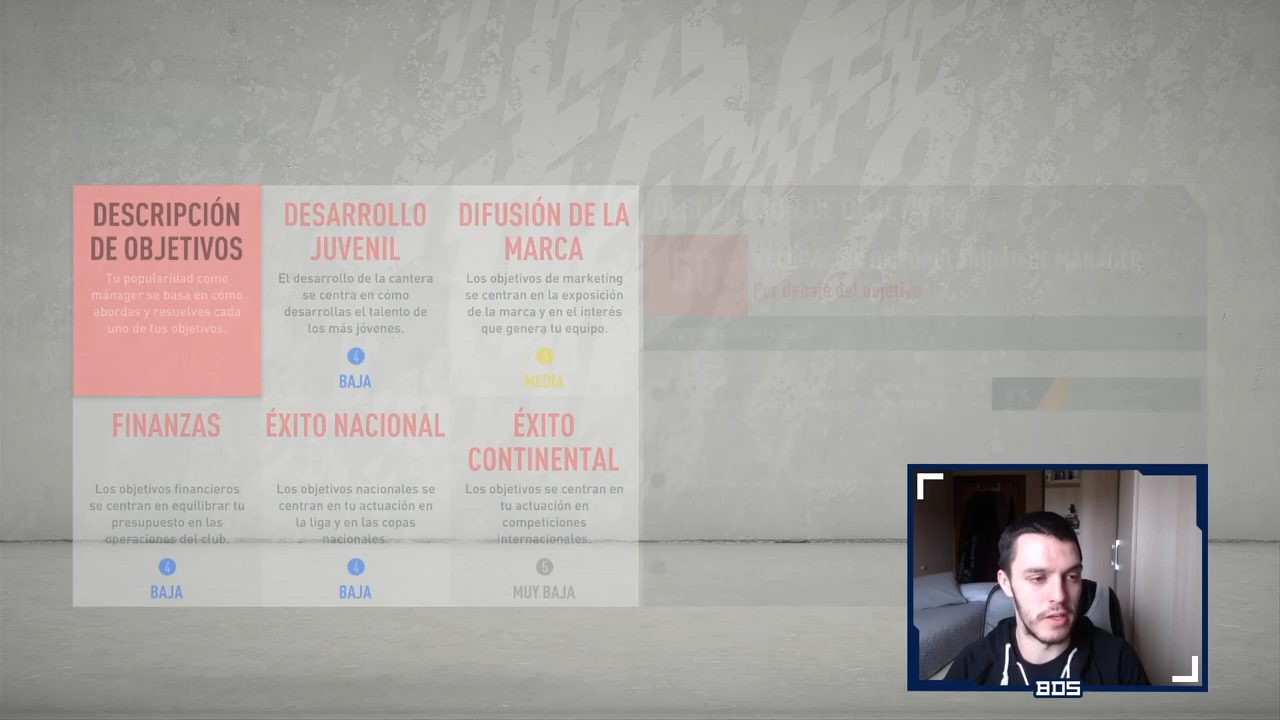 DESCRIPCIÓN
DE OBJETIVOS
Tu popularidad como
mánager se basa en cómo
abordas y resuelves cada
uno de tus objetivos.
DESARROLLO
JUVENIL
El desarrollo de la cantera
se centra en cómo
desarrollas el talento de
los más jóvenes.
4
BAJA
DIFUSIÓN DE LA
MARCA
Los objetivos de marketing
se centran en la exposición
de la marca y en el interés
que genera tu equipo.
3
MEDIA
FINANZAS
Los objetivos financieros
se centran en equilibrar tu
presupuesto en las
operaciones del club.
4
BAJA
ÉXITO NACIONAL
Los objetivos nacionales se
centran en tu actuación en
la liga y en las copas
nacionales.
4
BAJA
ÉXITO
CONTINENTAL
Los objetivos se centran en
tu actuación en
competiciones
internacionales.
5
MUY BAJA
50
Por debajo del objetivo
BDS